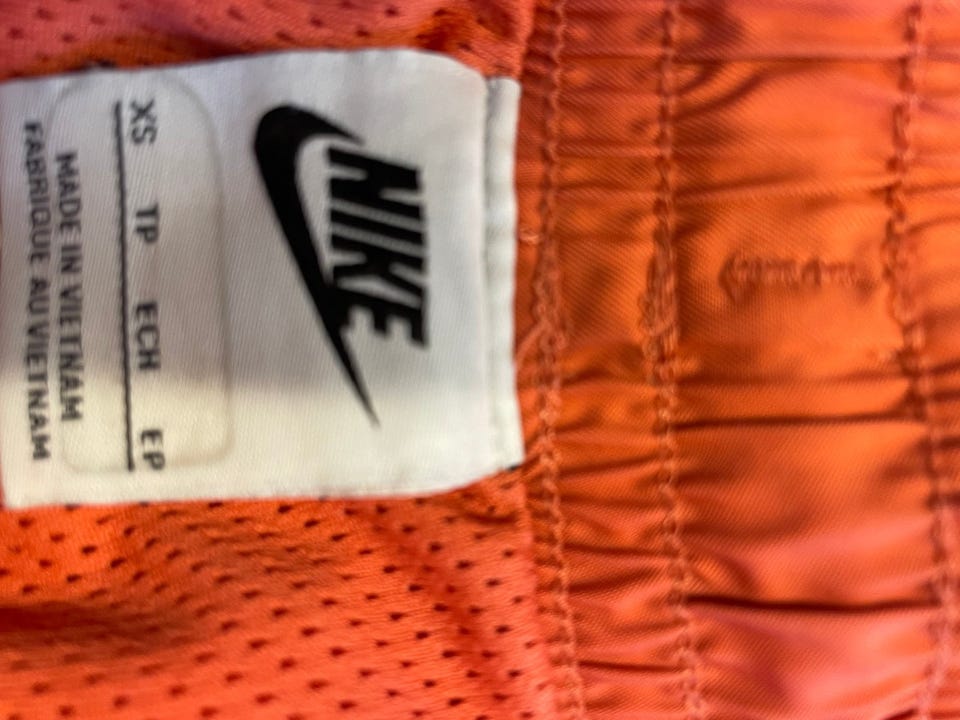 NIKE
XS TP ECH EP
MADE IN VIETNAM
FABRIQUE AU VIETNAM